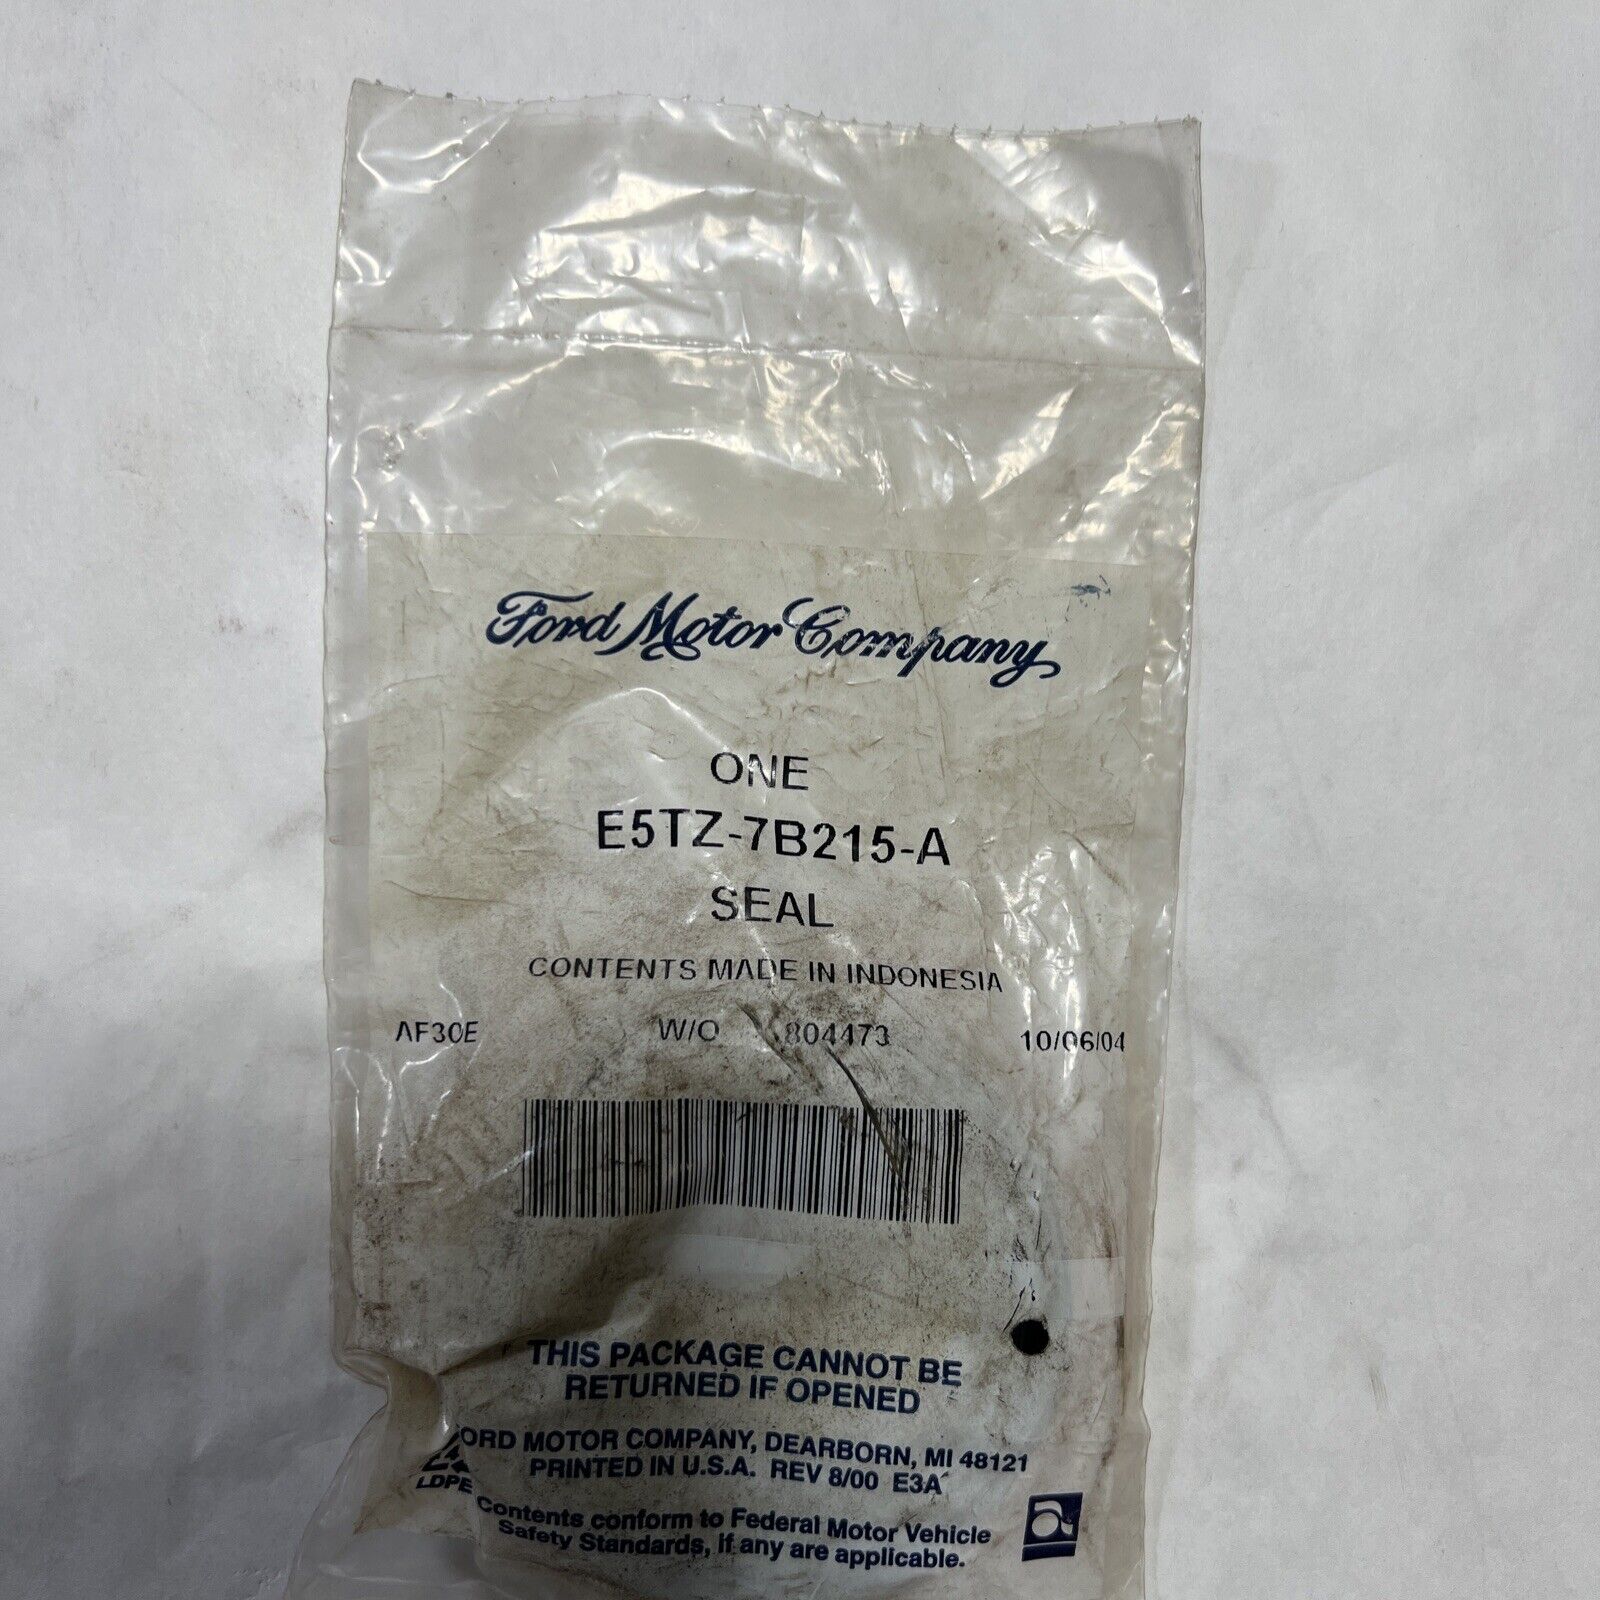 Ford Motor Company
ONE
E5TZ-7B215-A
SEAL
CONTENTS MADE IN INDONESIA
AF30E W/O 804473 10/06/04
THIS PACKAGE CANNOT BE
RETURNED IF OPENED
FORD MOTOR COMPANY, DEARBORN, MI 48121
PRINTED IN U.S.A. REV 8/00 E3A
LDPE
Contents conform to Federal Motor Vehicle
Safety Standards, if any are applicable.